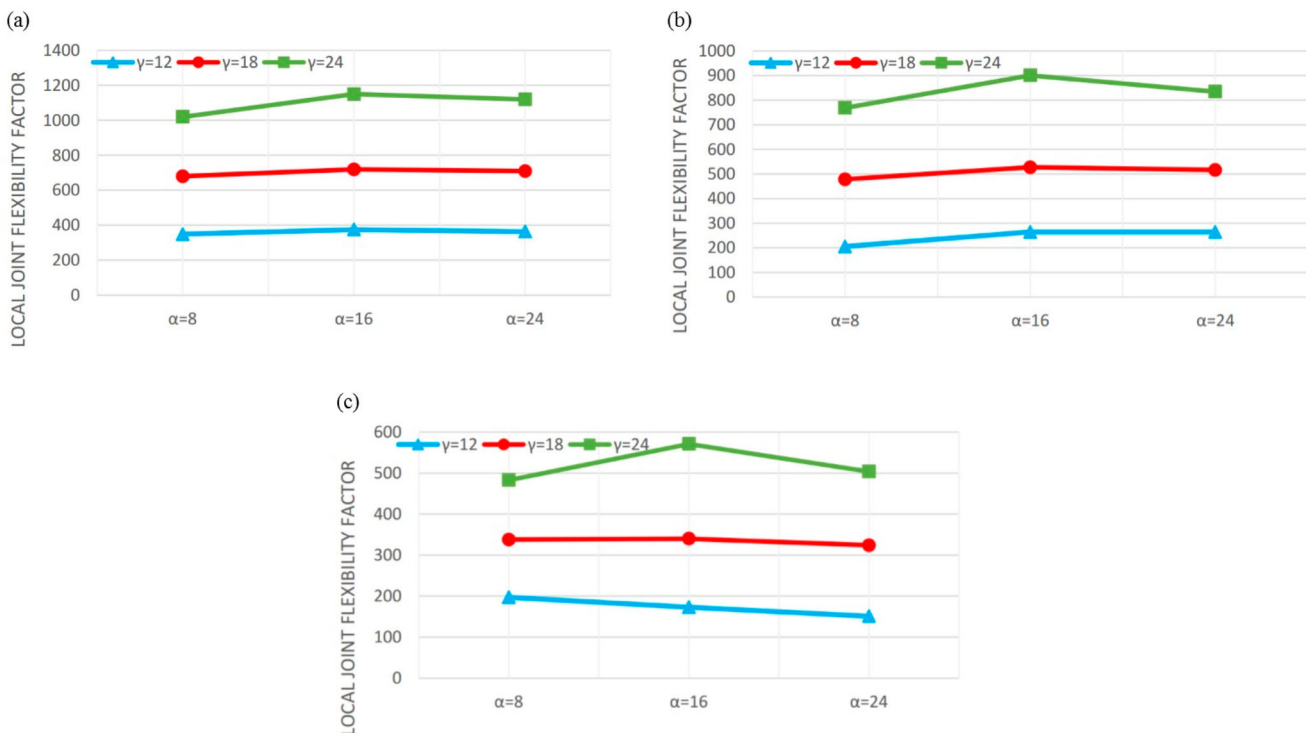 (a)
LOCAL JOINT FLEXIBILITY FACTOR
1400
1200
1000
800
600
400
200
0
γ=12 γ=18 γ=24
α=8 α=16 α=24
(b)
LOCAL JOINT FLEXIBILITY FACTOR
1000
900
800
700
600
500
400
300
200
100
0
γ=12 γ=18 γ=24
α=8 α=16 α=24
(c)
LOCAL JOINT FLEXIBILITY FACTOR
600
500
400
300
200
100
0
γ=12 γ=18 γ=24
α=8 α=16 α=24